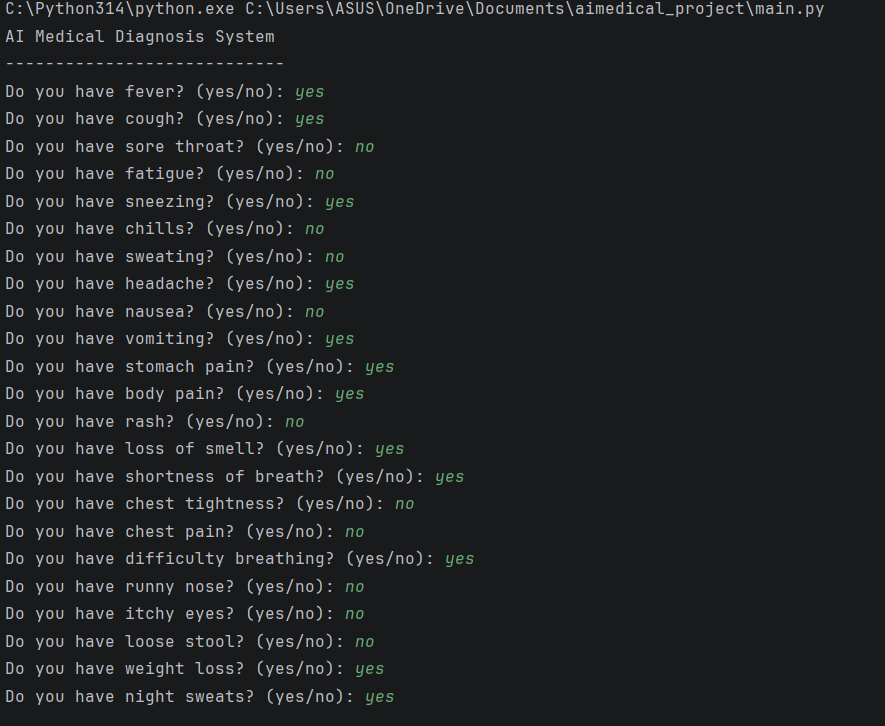 C:\Python314\python.exe C:\Users\ASUS\OneDrive\Documents\aimedical_project\main.py
AI Medical Diagnosis System
----------------------------
Do you have fever? (yes/no): yes
Do you have cough? (yes/no): yes
Do you have sore throat? (yes/no): no
Do you have fatigue? (yes/no): no
Do you have sneezing? (yes/no): yes
Do you have chills? (yes/no): no
Do you have sweating? (yes/no): no
Do you have headache? (yes/no): yes
Do you have nausea? (yes/no): no
Do you have vomiting? (yes/no): yes
Do you have stomach pain? (yes/no): yes
Do you have body pain? (yes/no): yes
Do you have rash? (yes/no): no
Do you have loss of smell? (yes/no): yes
Do you have shortness of breath? (yes/no): yes
Do you have chest tightness? (yes/no): no
Do you have chest pain? (yes/no): no
Do you have difficulty breathing? (yes/no): yes
Do you have runny nose? (yes/no): no
Do you have itchy eyes? (yes/no): no
Do you have loose stool? (yes/no): no
Do you have weight loss? (yes/no): yes
Do you have night sweats? (yes/no): yes